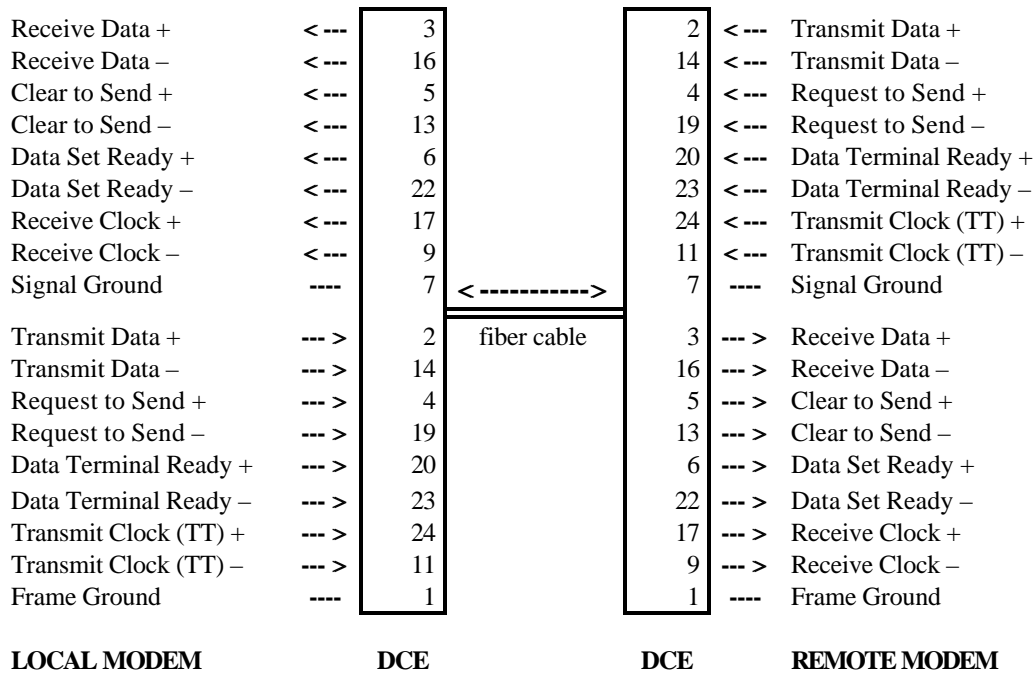 Receive Data + < --- 3 2 < --- Transmit Data +
Receive Data – < --- 16 14 < --- Transmit Data –
Clear to Send + < --- 5 4 < --- Request to Send +
Clear to Send – < --- 13 19 < --- Request to Send –
Data Set Ready + < --- 6 20 < --- Data Terminal Ready +
Data Set Ready – < --- 22 23 < --- Data Terminal Ready –
Receive Clock + < --- 17 24 < --- Transmit Clock (TT) +
Receive Clock – < --- 9 11 < --- Transmit Clock (TT) –
Signal Ground ---- 7 < -----------> 7 ---- Signal Ground
Transmit Data + --- > 2 fiber cable 3 --- > Receive Data +
Transmit Data – --- > 14 16 --- > Receive Data –
Request to Send + --- > 4 5 --- > Clear to Send +
Request to Send – --- > 19 13 --- > Clear to Send –
Data Terminal Ready + --- > 20 6 --- > Data Set Ready +
Data Terminal Ready – --- > 23 22 --- > Data Set Ready –
Transmit Clock (TT) + --- > 24 17 --- > Receive Clock +
Transmit Clock (TT) – --- > 11 9 --- > Receive Clock –
Frame Ground ---- 1 1 ---- Frame Ground
LOCAL MODEM DCE DCE REMOTE MODEM